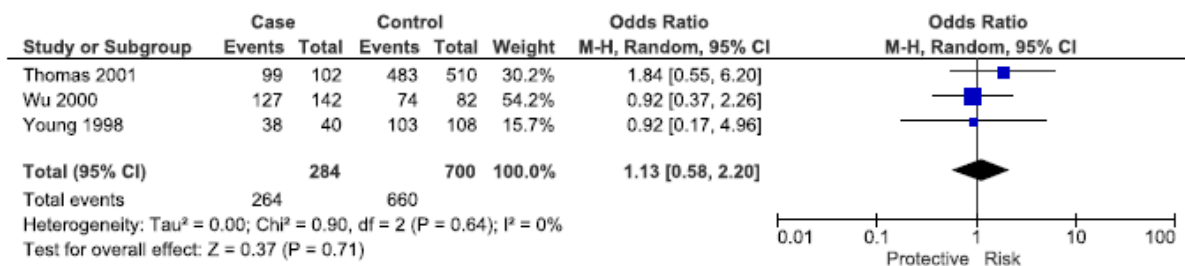 Case Control Odds Ratio Odds Ratio
Study or Subgroup Events Total Events Total Weight M-H, Random, 95% CI M-H, Random, 95% CI
Thomas 2001 99 102 483 510 30.2% 1.84 [0.55, 6.20]
Wu 2000 127 142 74 82 54.2% 0.92 [0.37, 2.26]
Young 1998 38 40 103 108 15.7% 0.92 [0.17, 4.96]
Total (95% CI) 284 700 100.0% 1.13 [0.58, 2.20]
Total events 264 660
Heterogeneity: Tau² = 0.00; Chi² = 0.90, df = 2 (P = 0.64); I² = 0%
Test for overall effect: Z = 0.37 (P = 0.71)
0.01 0.1 1 10 100
Protective Risk